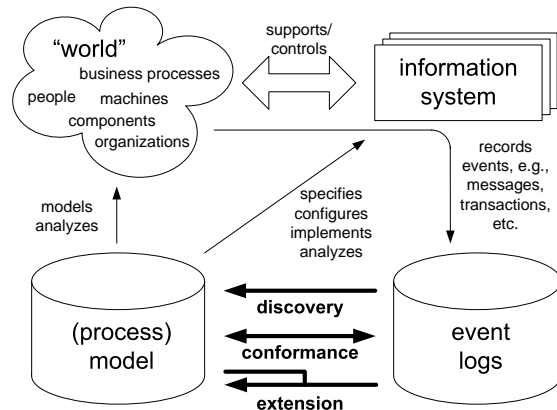 “world”
business processes
people machines
components
organizations
supports/
controls
information
system
records
events, e.g.,
messages,
transactions,
etc.
models
analyzes
specifies
configures
implements
analyzes
(process)
model
discovery
conformance
extension
event
logs